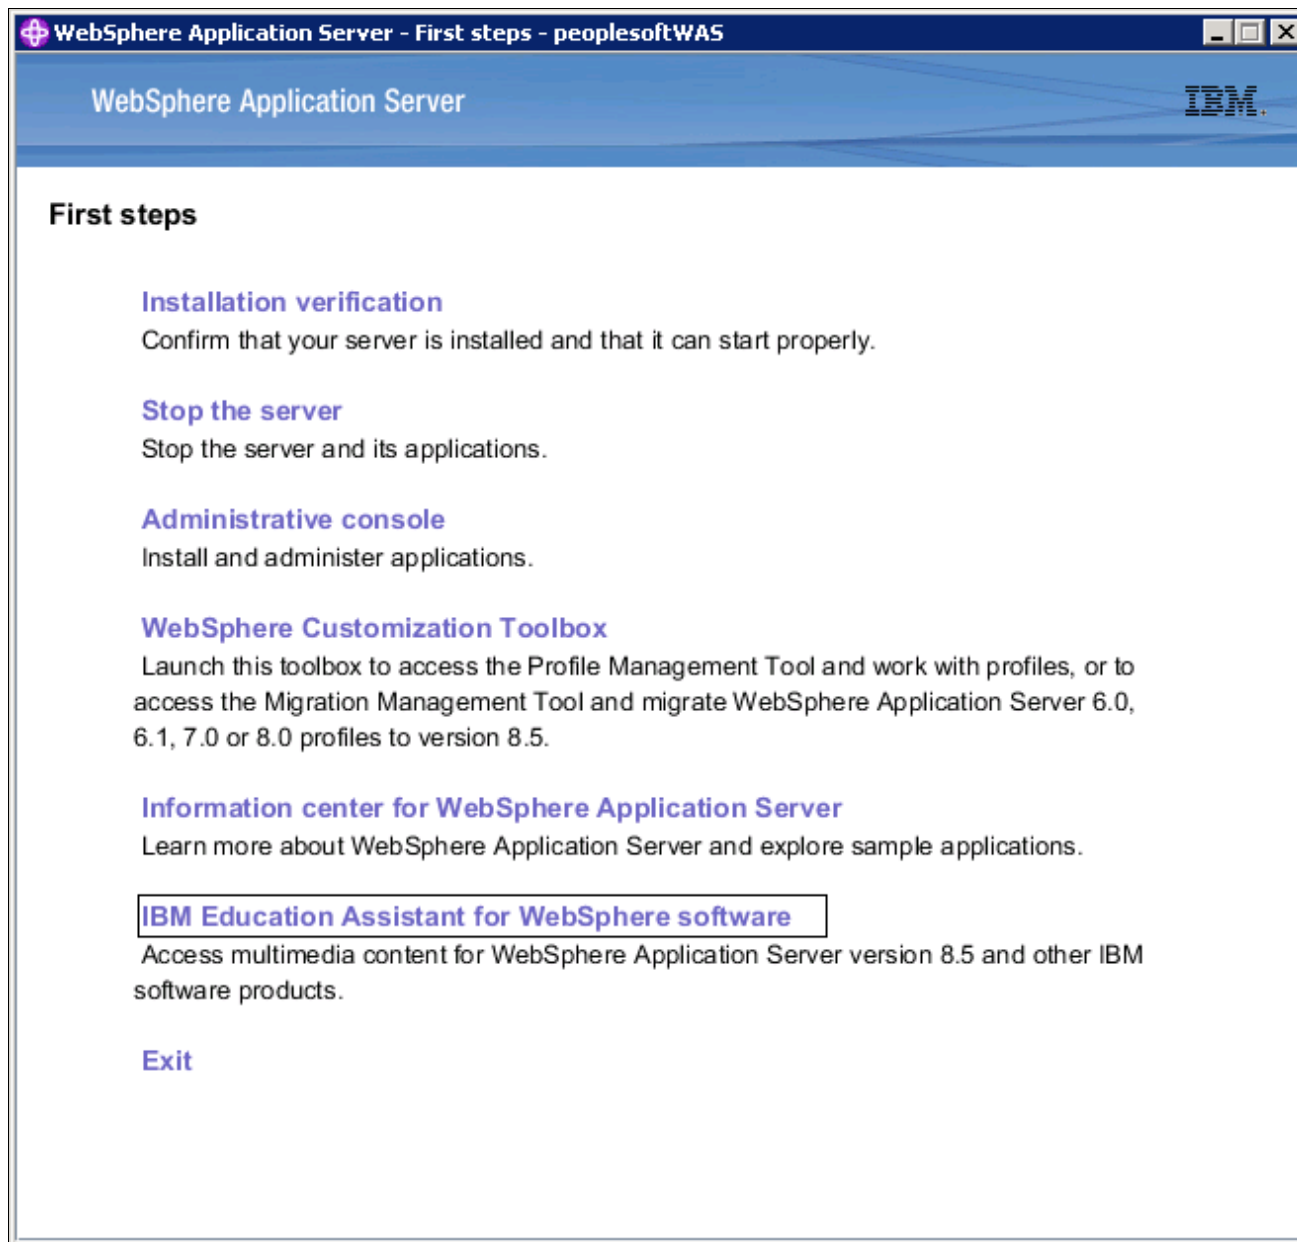 WebSphere Application Server - First steps - peoplesoftWAS
WebSphere Application Server
IBM
First steps
Installation verification
Confirm that your server is installed and that it can start properly.
Stop the server
Stop the server and its applications.
Administrative console
Install and administer applications.
WebSphere Customization Toolbox
Launch this toolbox to access the Profile Management Tool and work with profiles, or to
access the Migration Management Tool and migrate WebSphere Application Server 6.0,
6.1, 7.0 or 8.0 profiles to version 8.5.
Information center for WebSphere Application Server
Learn more about WebSphere Application Server and explore sample applications.
IBM Education Assistant for WebSphere software
Access multimedia content for WebSphere Application Server version 8.5 and other IBM
software products.
Exit